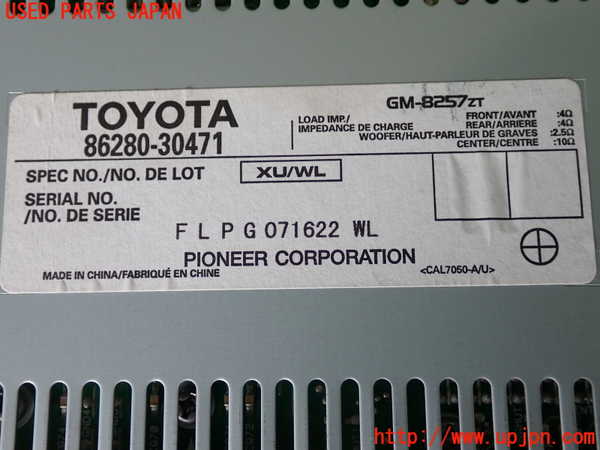 USED PARTS JAPAN
TOYOTA
86280-30471
GM-8257ZT
LOAD IMP./
IMPEDANCE DE CHARGE
FRONT/AVANT :4Ω
REAR/ARRIERE :4Ω
WOOFER/HAUT-PARLEUR DE GRAVES :2.5Ω
CENTER/CENTRE :10Ω
SPEC NO./NO. DE LOT XU/WL
SERIAL NO.
/NO. DE SERIE
F L P G 071622 WL
PIONEER CORPORATION
MADE IN CHINA/FABRIQUÉ EN CHINE
<CAL7050-A/U>
http://www.upjpn.com